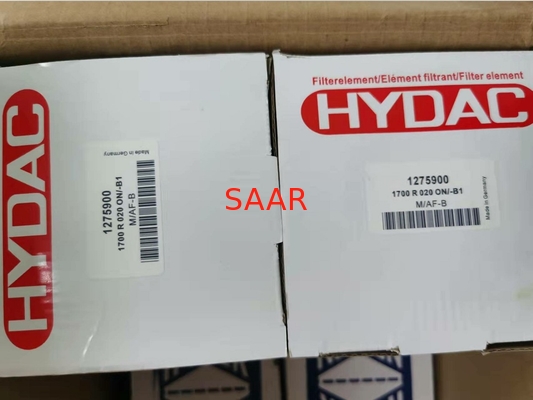 HYDAC
1275900
1700 R 020 ON/-B1
M/AF-B
Made in Germany
SAAR
Filterelement/Elément filtrant/Filter element
HYDAC
1275900
1700 R 020 ON/-B1
M/AF-B
Made in Germany